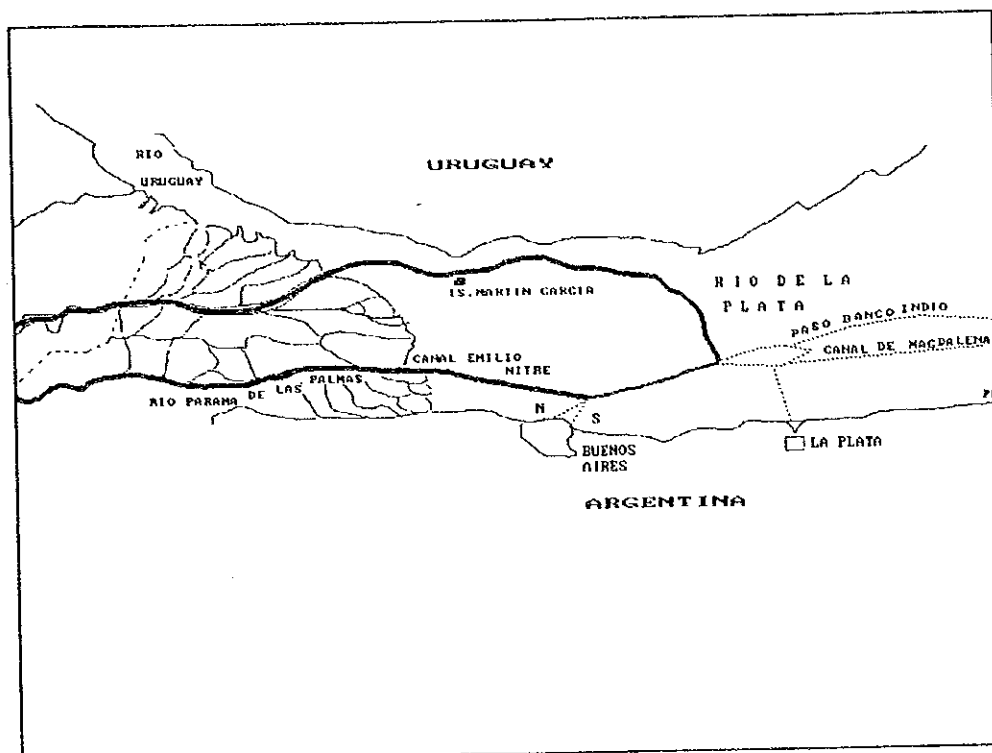 RIO
URUGUAY
URUGUAY
IS. MARTIN GARCIA
RIO DE LA
PLATA
PASO BANCO INDIO
CANAL DE MAGDALENA
CANAL EMILIO
NITRE
RIO PARANA DE LAS PALMAS
N
S
BUENOS
AIRES
LA PLATA
ARGENTINA